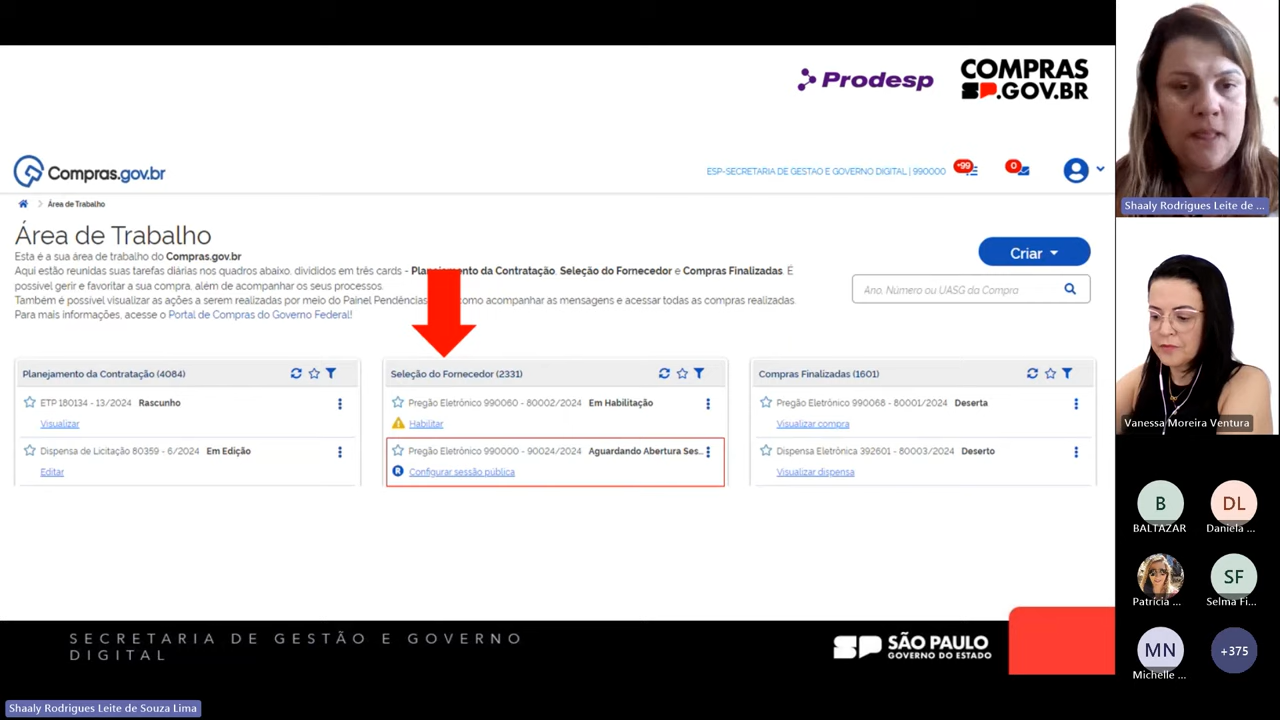 Prodesp
COMPRAS
SP.GOV.BR
Compras.gov.br
ESP-SECRETARIA DE GESTAO E GOVERNO DIGITAL | 990000
+99
0
Área de Trabalho
Área de Trabalho
Esta é a sua área de trabalho do Compras.gov.br
Aqui estão reunidas suas tarefas diárias nos quadros abaixo, divididos em três cards - Planejamento da Contratação, Seleção do Fornecedor e Compras Finalizadas. É
possível gerir e favoritar a sua compra, além de acompanhar os seus processos.
Também é possível visualizar as ações a serem realizadas por meio do Painel Pendências como acompanhar as mensagens e acessar todas as compras realizadas.
Para mais informações, acesse o Portal de Compras do Governo Federal!
Criar
Ano, Número ou UASG da Compra
Planejamento da Contratação (4084)
ETP 180134 - 13/2024 Rascunho
Visualizar
Dispensa de Licitação 80359 - 6/2024 Em Edição
Editar
Seleção do Fornecedor (2331)
Pregão Eletrônico 990060 - 80002/2024 Em Habilitação
Habilitar
Pregão Eletrônico 990000 - 90024/2024 Aguardando Abertura Ses...
R Configurar sessão pública
Compras Finalizadas (1601)
Pregão Eletrônico 990068 - 80001/2024 Deserta
Visualizar compra
Dispensa Eletrônica 392601 - 80003/2024 Deserto
Visualizar dispensa
SECRETARIA DE GESTÃO E GOVERNO
DIGITAL
SP SÃO PAULO
GOVERNO DO ESTADO
Shaaly Rodrigues Leite de Souza Lima
Shaaly Rodrigues Leite de ...
Vanessa Moreira Ventura
B
BALTAZAR
DL
Daniela ...
Patrícia ...
SF
Selma Fi...
MN
Michelle ...
+375